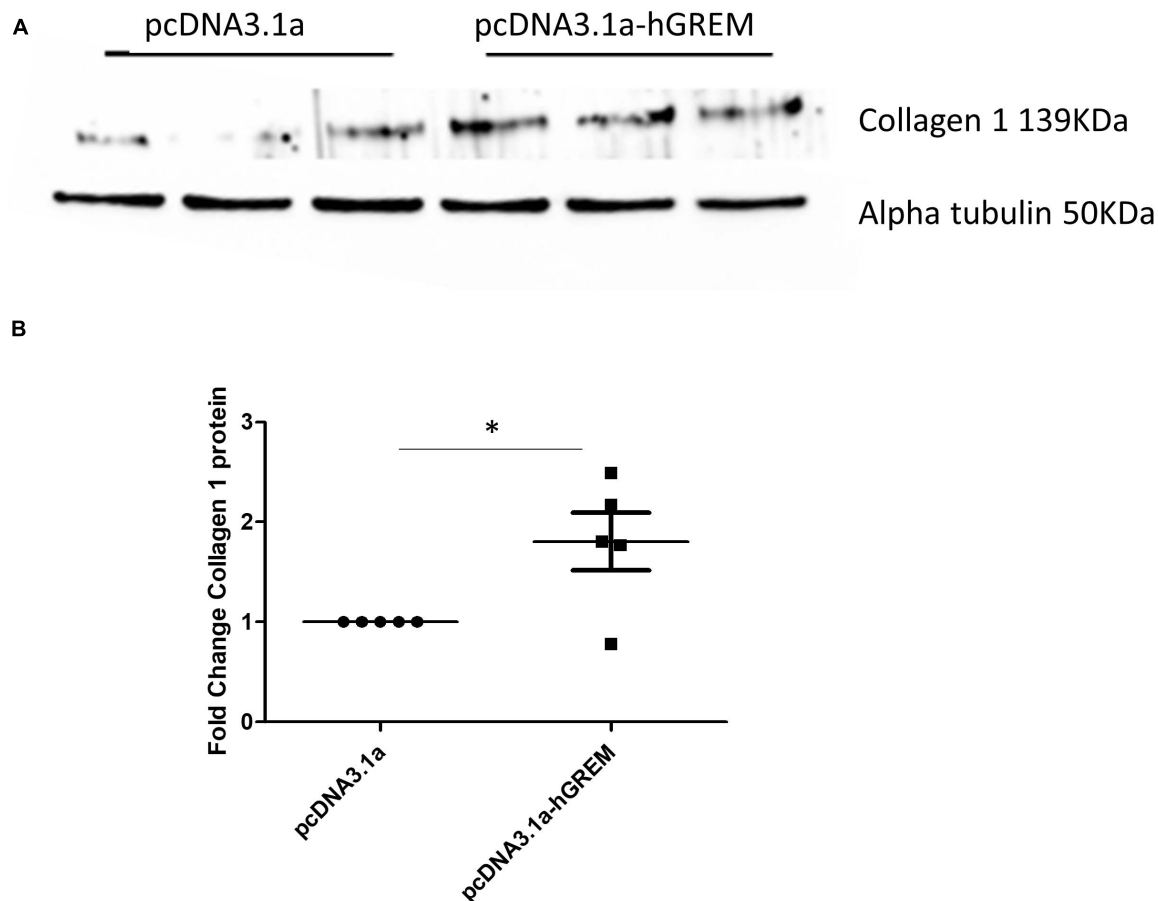 A
pcDNA3.1a
pcDNA3.1a-hGREM
Collagen 1 139KDa
Alpha tubulin 50KDa
B
Fold Change Collagen 1 protein
3
*
2
1
0
pcDNA3.1a
pcDNA3.1a-hGREM